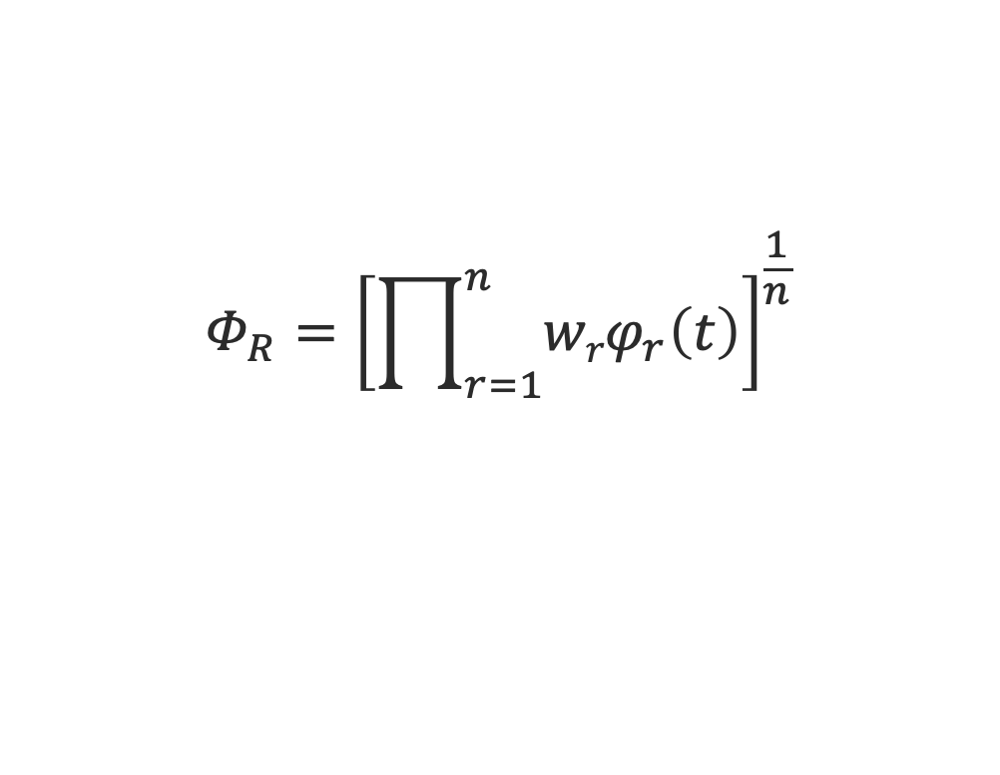 Φ_R = [∏_{r=1}^{n} w_r φ_r(t)]^{1/n}